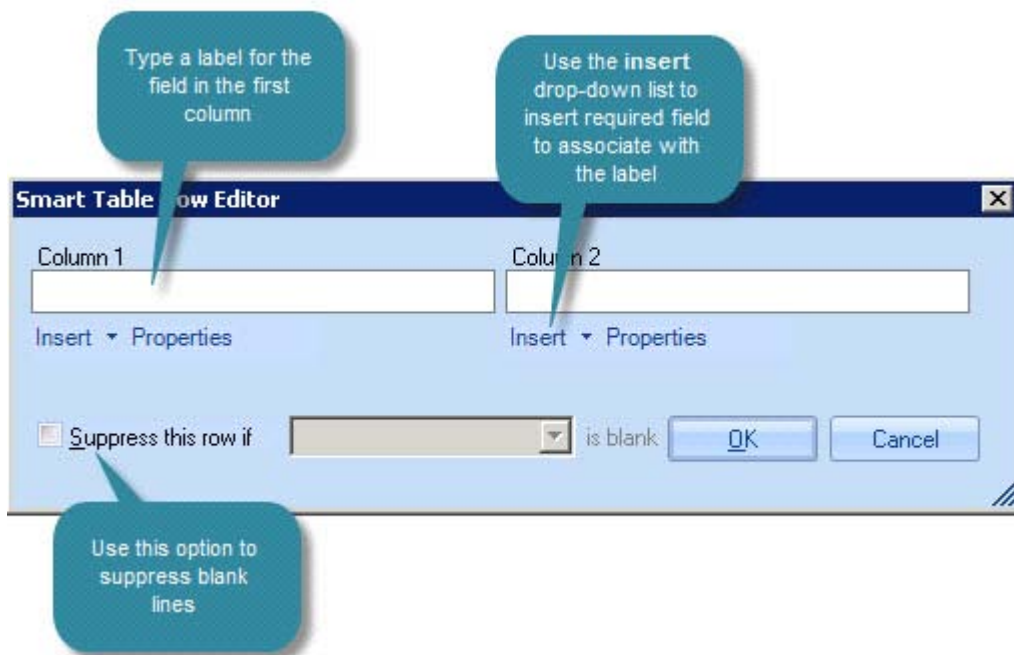 Type a label for the
field in the first
column
Use the insert
drop-down list to
insert required field
to associate with
the label
Smart Table ow Editor
Column 1
Column 2
Insert Properties
Insert Properties
Suppress this row if
is blank
OK
Cancel
Use this option to
suppress blank
lines